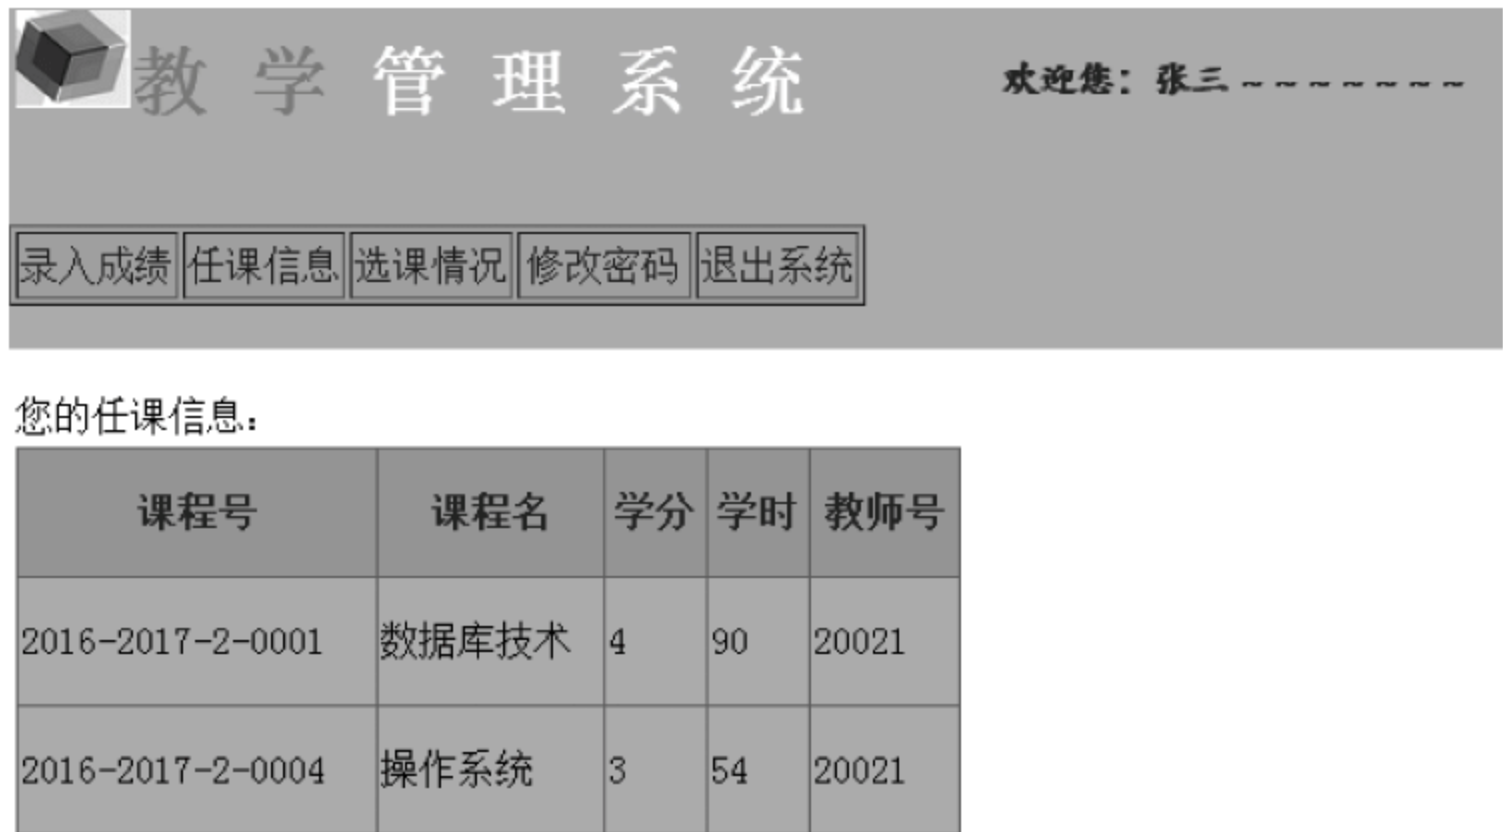 教 学 管 理 系 统
欢迎您：张三～～～～～～～
录入成绩 任课信息 选课情况 修改密码 退出系统
您的任课信息：
课程号 课程名 学分 学时 教师号
2016-2017-2-0001 数据库技术 4 90 20021
2016-2017-2-0004 操作系统 3 54 20021